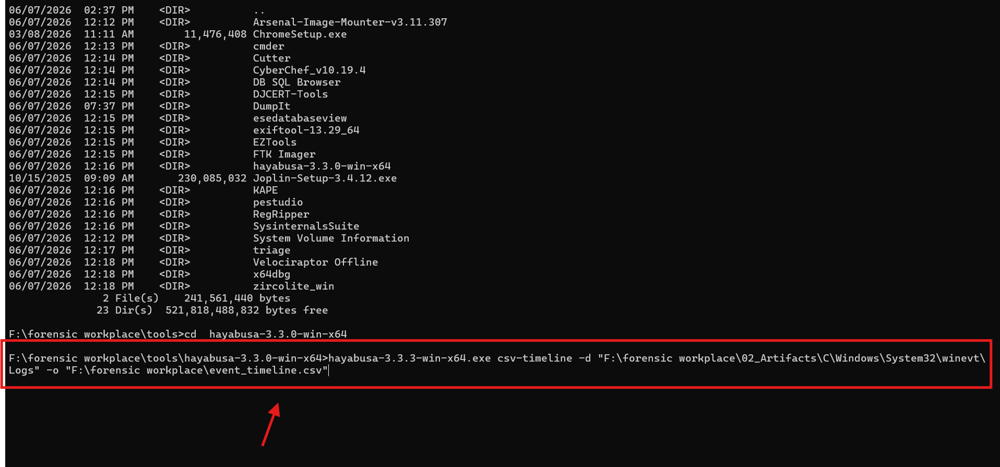 06/07/2026  02:37 PM    <DIR>          ..
06/07/2026  12:12 PM    <DIR>          Arsenal-Image-Mounter-v3.11.307
03/08/2026  11:11 AM        11,476,408 ChromeSetup.exe
06/07/2026  12:13 PM    <DIR>          cmder
06/07/2026  12:14 PM    <DIR>          Cutter
06/07/2026  12:14 PM    <DIR>          CyberChef_v10.19.4
06/07/2026  12:14 PM    <DIR>          DB SQL Browser
06/07/2026  12:15 PM    <DIR>          DJCERT-Tools
06/07/2026  07:37 PM    <DIR>          DumpIt
06/07/2026  12:15 PM    <DIR>          esedatabaseview
06/07/2026  12:15 PM    <DIR>          exiftool-13.29_64
06/07/2026  12:15 PM    <DIR>          EZTools
06/07/2026  12:15 PM    <DIR>          FTK Imager
06/07/2026  12:16 PM    <DIR>          hayabusa-3.3.0-win-x64
10/15/2025  09:09 AM       230,085,032 Joplin-Setup-3.4.12.exe
06/07/2026  12:16 PM    <DIR>          KAPE
06/07/2026  12:16 PM    <DIR>          pestudio
06/07/2026  12:16 PM    <DIR>          RegRipper
06/07/2026  12:16 PM    <DIR>          SysinternalsSuite
06/07/2026  12:12 PM    <DIR>          System Volume Information
06/07/2026  12:17 PM    <DIR>          triage
06/07/2026  12:18 PM    <DIR>          Velociraptor Offline
06/07/2026  12:18 PM    <DIR>          x64dbg
06/07/2026  12:18 PM    <DIR>          zircolite_win
               2 File(s)    241,561,440 bytes
              23 Dir(s)  521,818,488,832 bytes free
F:\forensic workplace\tools>cd  hayabusa-3.3.0-win-x64
F:\forensic workplace\tools\hayabusa-3.3.0-win-x64>hayabusa-3.3.3-win-x64.exe csv-timeline -d "F:\forensic workplace\02_Artifacts\C\Windows\System32\winevt\
Logs" -o "F:\forensic workplace\event_timeline.csv"